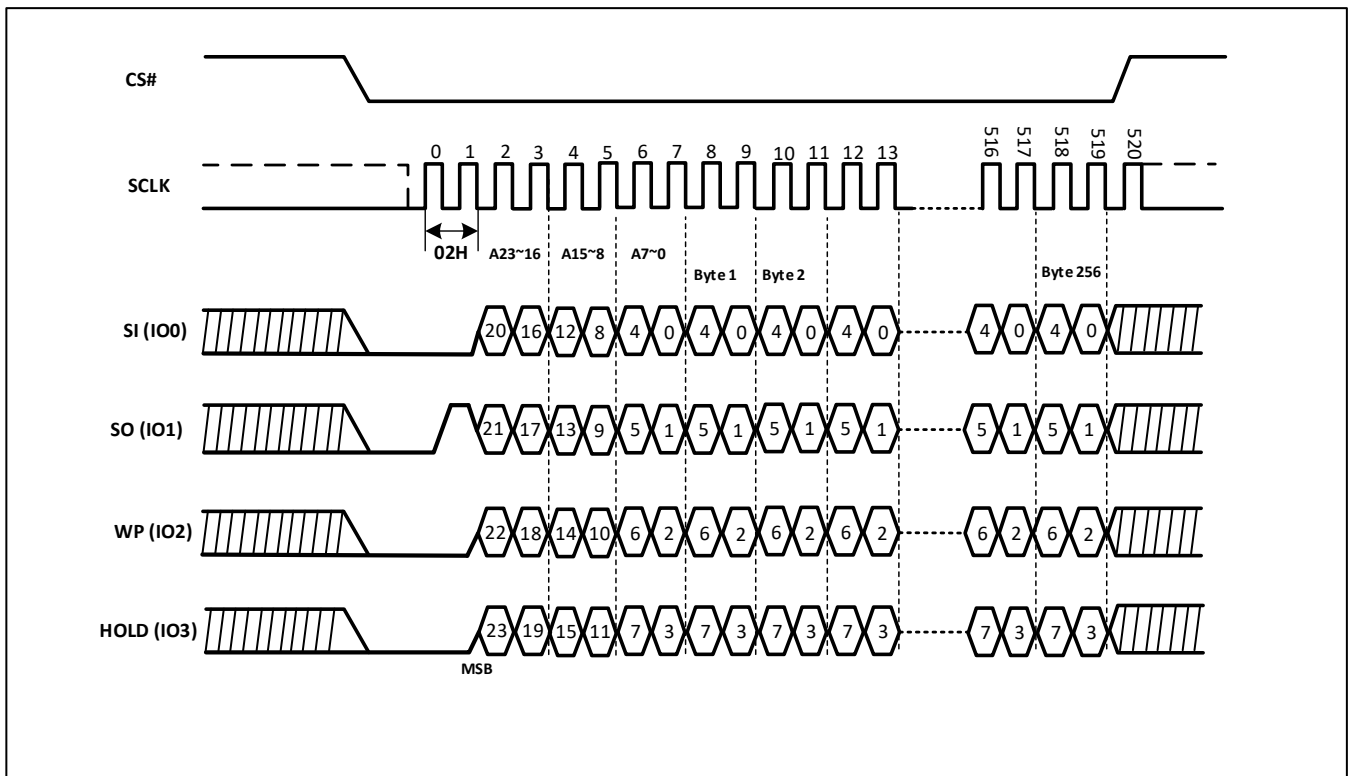 CS#
516 517 518 519 520
0 1 2 3 4 5 6 7 8 9 10 11 12 13
SCLK
02H A23~16 A15~8 A7~0
Byte 1 Byte 2 Byte 256
SI (IO0) 20 16 12 8 4 0 4 0 4 0 4 0 4 0 4 0
SO (IO1) 21 17 13 9 5 1 5 1 5 1 5 1 5 1 5 1
WP (IO2) 22 18 14 10 6 2 6 2 6 2 6 2 6 2 6 2
HOLD (IO3) 23 19 15 11 7 3 7 3 7 3 7 3 7 3 7 3
MSB